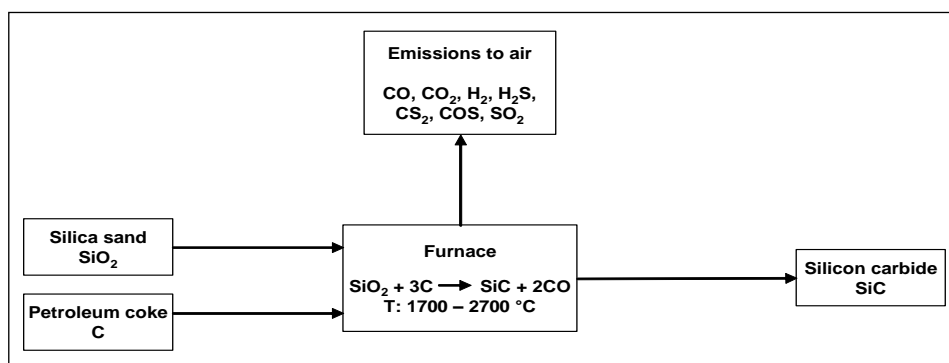 Emissions to air
CO, CO₂, H₂, H₂S,
CS₂, COS, SO₂
Silica sand
SiO₂
Petroleum coke
C
Furnace
SiO₂ + 3C → SiC + 2CO
T: 1700 – 2700 °C
Silicon carbide
SiC